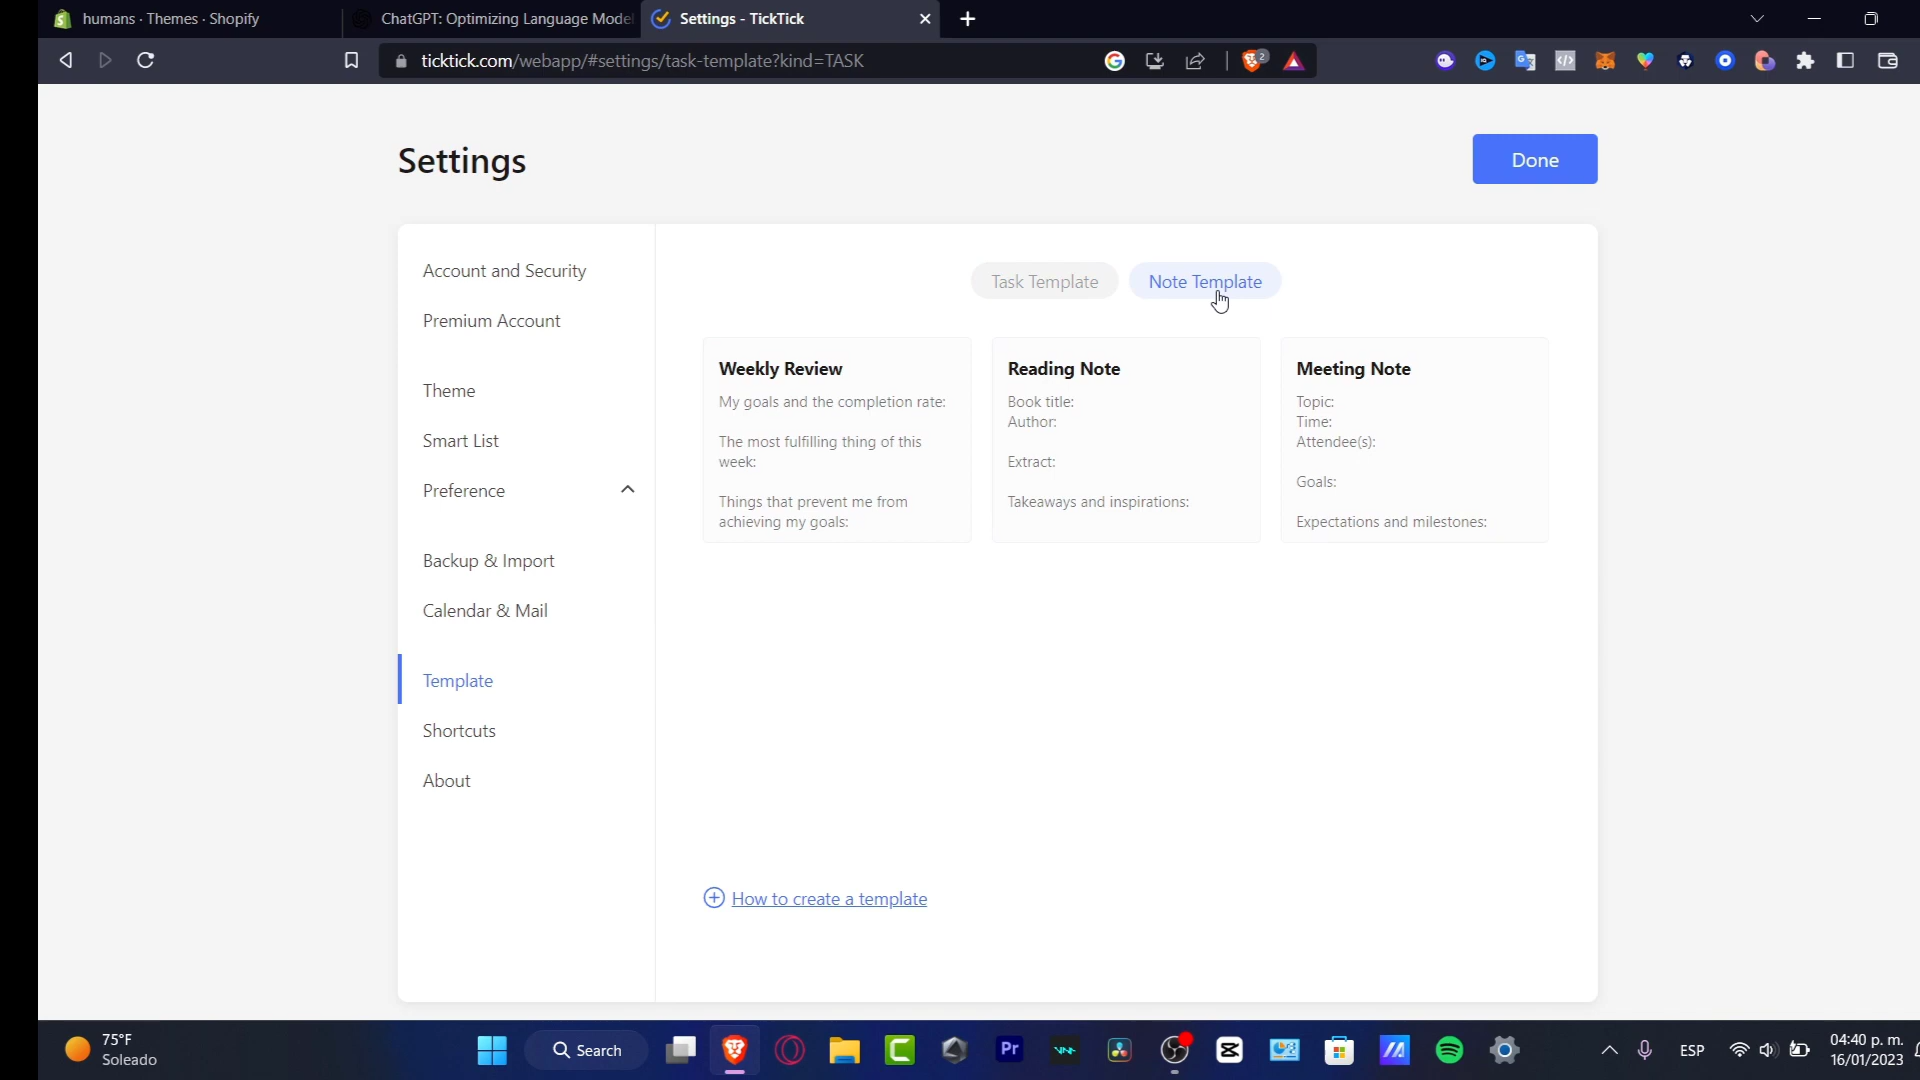 humans · Themes · Shopify
ChatGPT: Optimizing Language Model
Settings - TickTick
ticktick.com/webapp/#settings/task-template?kind=TASK
2
Settings
Done
Account and Security
Premium Account
Theme
Smart List
Preference
Backup & Import
Calendar & Mail
Template
Shortcuts
About
Task Template
Note Template
Weekly Review
My goals and the completion rate:
The most fulfilling thing of this
week:
Things that prevent me from
achieving my goals:
Reading Note
Book title:
Author:
Extract:
Takeaways and inspirations:
Meeting Note
Topic:
Time:
Attendee(s):
Goals:
Expectations and milestones:
How to create a template
75°F
Soleado
Search
Pr
ESP
04:40 p. m.
16/01/2023